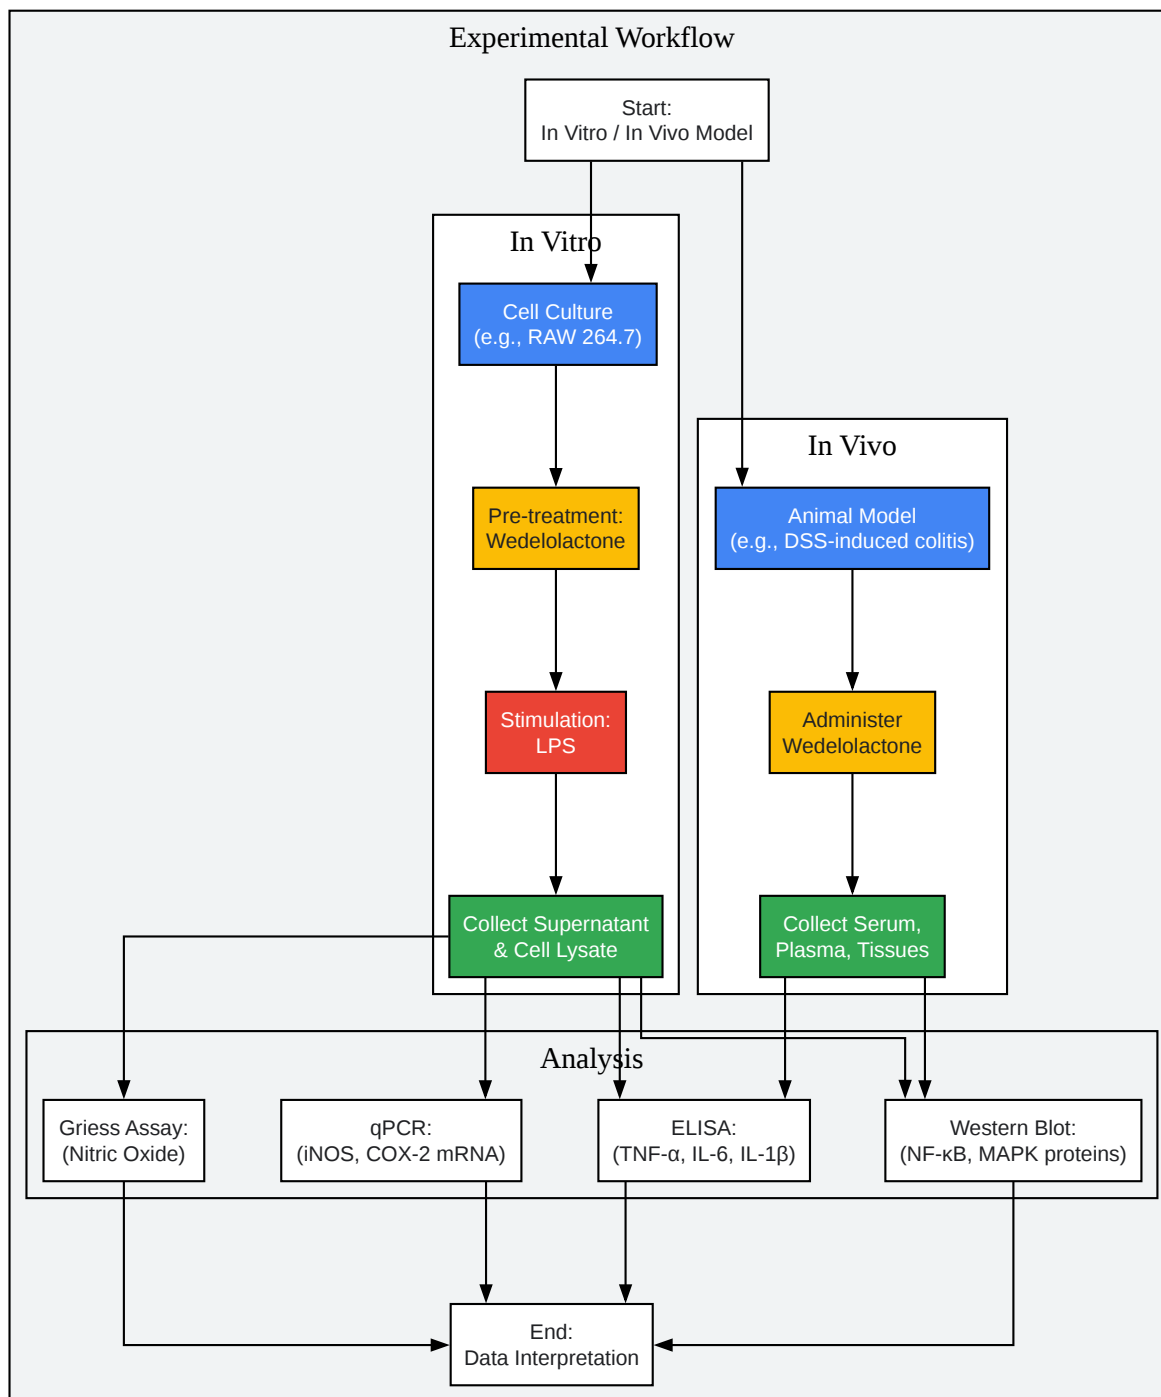 Experimental Workflow
Start:
In Vitro / In Vivo Model
In Vitro
Cell Culture
(e.g., RAW 264.7)
Pre-treatment:
Wedelolactone
Stimulation:
LPS
Collect Supernatant
& Cell Lysate
In Vivo
Animal Model
(e.g., DSS-induced colitis)
Administer
Wedelolactone
Collect Serum,
Plasma, Tissues
Analysis
Griess Assay:
(Nitric Oxide)
qPCR:
(iNOS, COX-2 mRNA)
ELISA:
(TNF-α, IL-6, IL-1β)
Western Blot:
(NF-κB, MAPK proteins)
End:
Data Interpretation